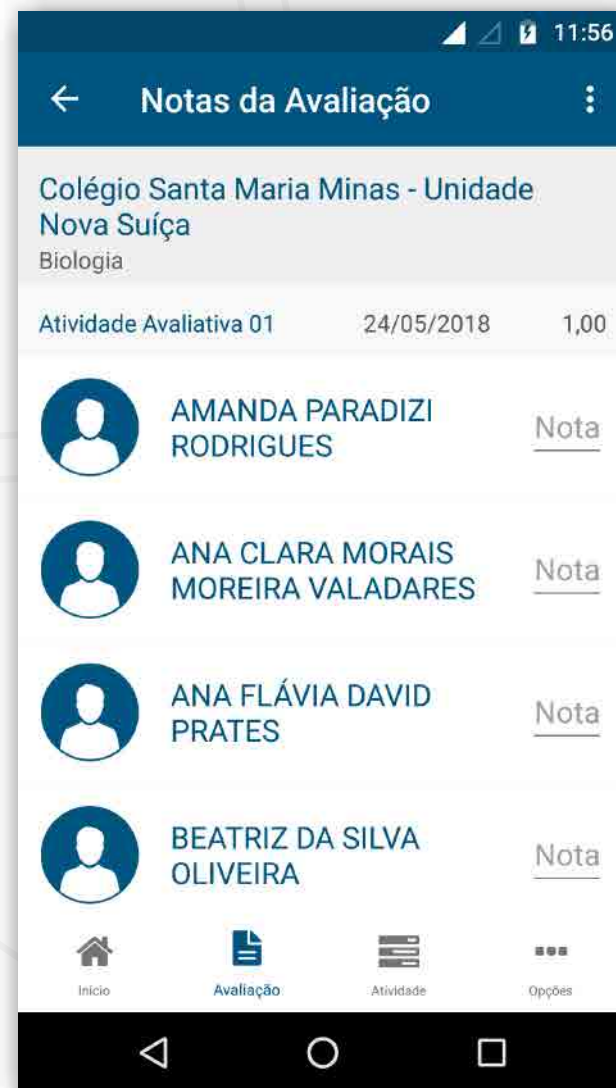 11:56
Notas da Avaliação
Colégio Santa Maria Minas - Unidade
Nova Suíça
Biologia
Atividade Avaliativa 01 24/05/2018 1,00
AMANDA PARADIZI
RODRIGUES
Nota
ANA CLARA MORAIS
MOREIRA VALADARES
Nota
ANA FLÁVIA DAVID
PRATES
Nota
BEATRIZ DA SILVA
OLIVEIRA
Nota
Início Avaliação Atividade Opções